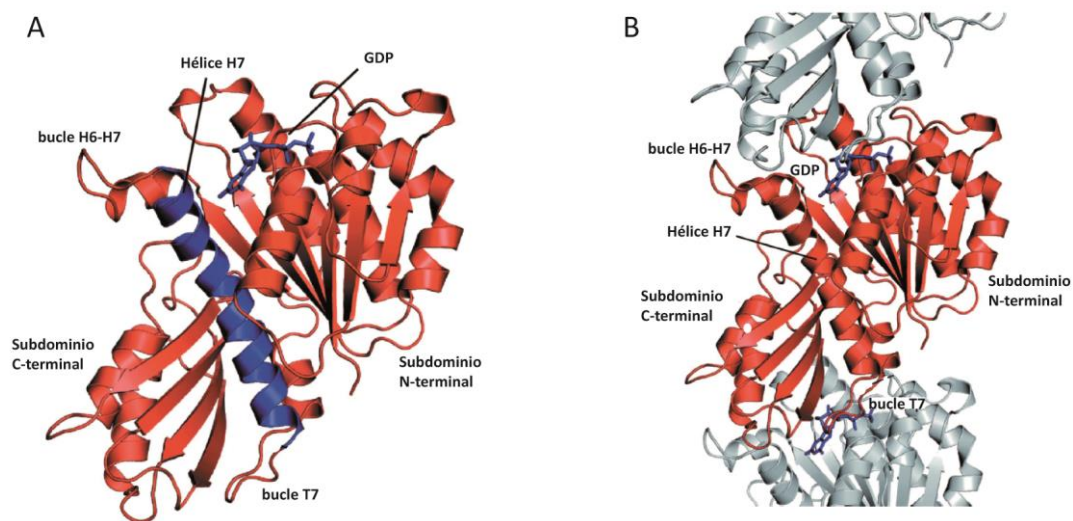 A
Hélice H7
GDP
bucle H6-H7
Subdominio
C-terminal
Subdominio
N-terminal
bucle T7
B
bucle H6-H7
GDP
Hélice H7
Subdominio
C-terminal
Subdominio
N-terminal
bucle T7